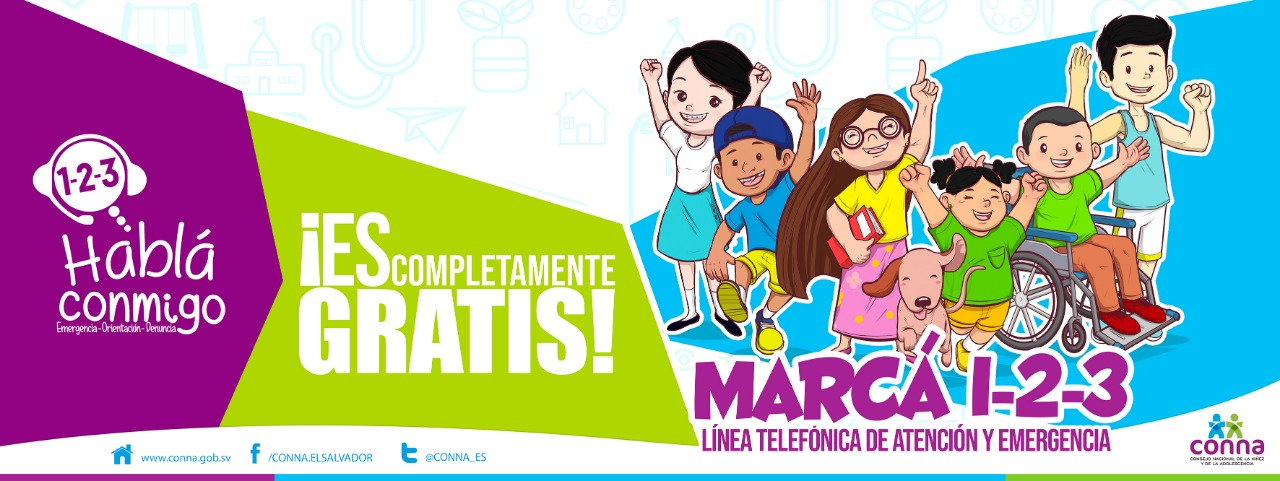 1-2-3
Hablá
conmigo
Emergencia - Orientación - Denuncia
¡ES COMPLETAMENTE
GRATIS!
MARCÁ 1-2-3
LÍNEA TELEFÓNICA DE ATENCIÓN Y EMERGENCIA
www.conna.gob.sv
f /CONNA.ELSALVADOR
@CONNA_ES
conna
CONSEJO NACIONAL DE LA NIÑEZ
Y DE LA ADOLESCENCIA